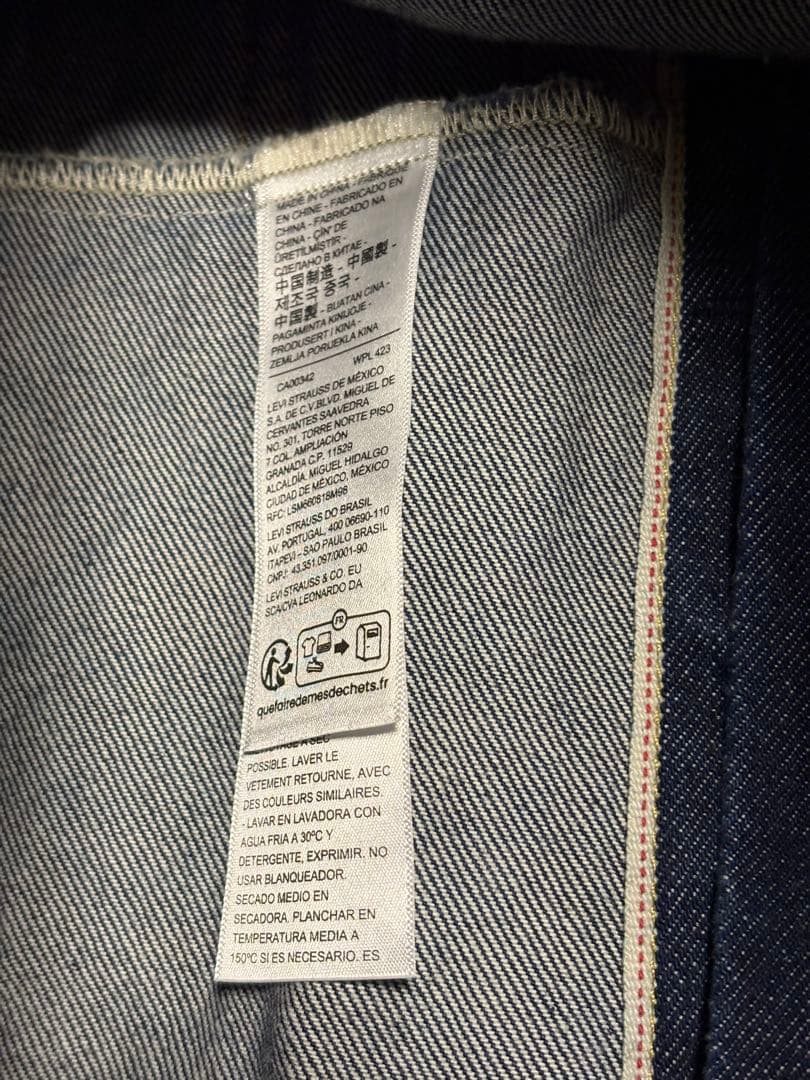 MADE IN CHINA - FABRIQUÉ
EN CHINE - FABRICADO EN
CHINA - FABRICADO NA
CHINA - ÇİN' DE
ÜRETİLMİŞTİR -
СДЕЛАНО В КИТАЕ -
中国制造 - 中國製 -
제조국 중국 -
中国製 - BUATAN CINA -
PAGAMINTA KINIJOJE -
PRODUSERT I KINA -
ZEMLJA PORIJEKLA KINA
CA00342 WPL 423
LEVI STRAUSS DE MÉXICO
S.A. DE C.V.BLVD. MIGUEL DE
CERVANTES SAAVEDRA
NO. 301, TORRE NORTE PISO
7 COL. AMPLIACIÓN
GRANADA C.P. 11529
ALCALDÍA. MIGUEL HIDALGO
CIUDAD DE MÉXICO, MÉXICO
RFC: LSM860818M98
LEVI STRAUSS DO BRASIL
AV. PORTUGAL, 400 06690-110
ITAPEVI - SAO PAULO BRASIL
CNPJ: 43.351.097/0001-90
LEVI STRAUSS & CO. EU
SCA/CVA LEONARDO DA
FR
quefairedemesdechets.fr
POSSIBLE. LAVER LE
VETEMENT RETOURNE, AVEC
DES COULEURS SIMILAIRES.
- LAVAR EN LAVADORA CON
AGUA FRIA A 30ºC Y
DETERGENTE, EXPRIMIR. NO
USAR BLANQUEADOR.
SECADO MEDIO EN
SECADORA. PLANCHAR EN
TEMPERATURA MEDIA A
150ºC SI ES NECESARIO. ES